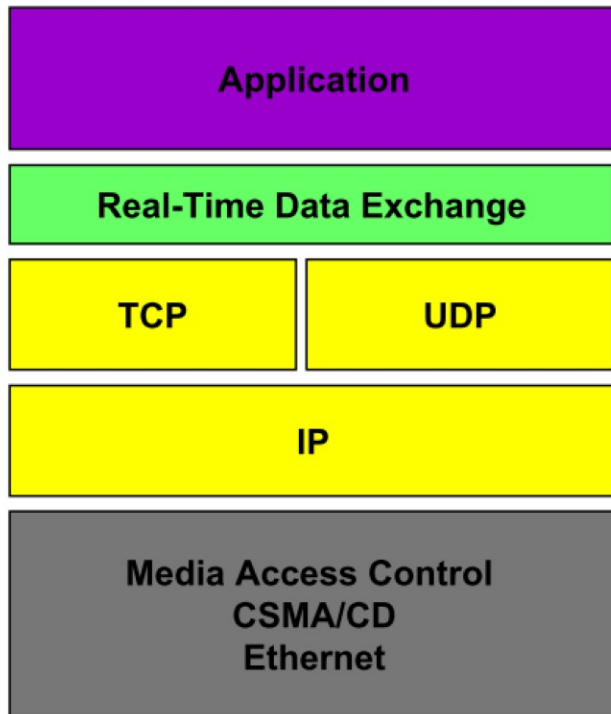 Application
Real-Time Data Exchange
TCP
UDP
IP
Media Access Control
CSMA/CD
Ethernet